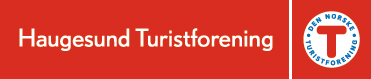 Haugesund Turistforening
DEN NORSKE
T
TURISTFORENING